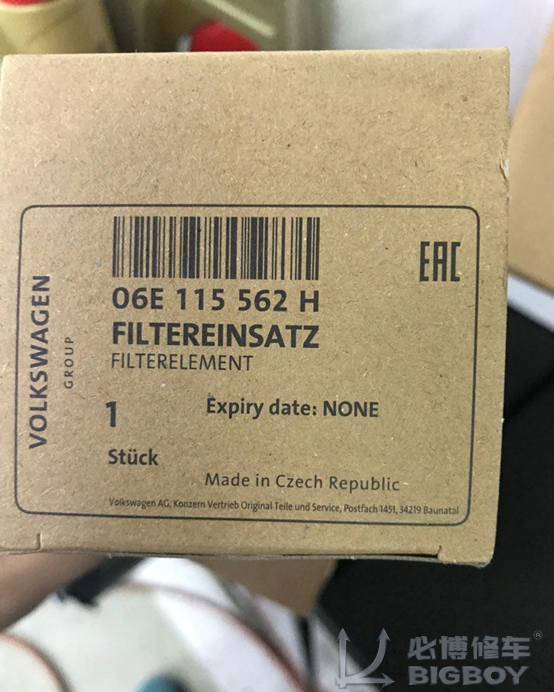 VOLKSWAGEN
GROUP
EAC
06E 115 562 H
FILTEREINSATZ
FILTERELEMENT
1
Expiry date: NONE
Stück
Made in Czech Republic
Volkswagen AG, Konzern Vertrieb Original Teile und Service, Postfach 1451, 34219 Baunatal
必博修车®
BIGBOY